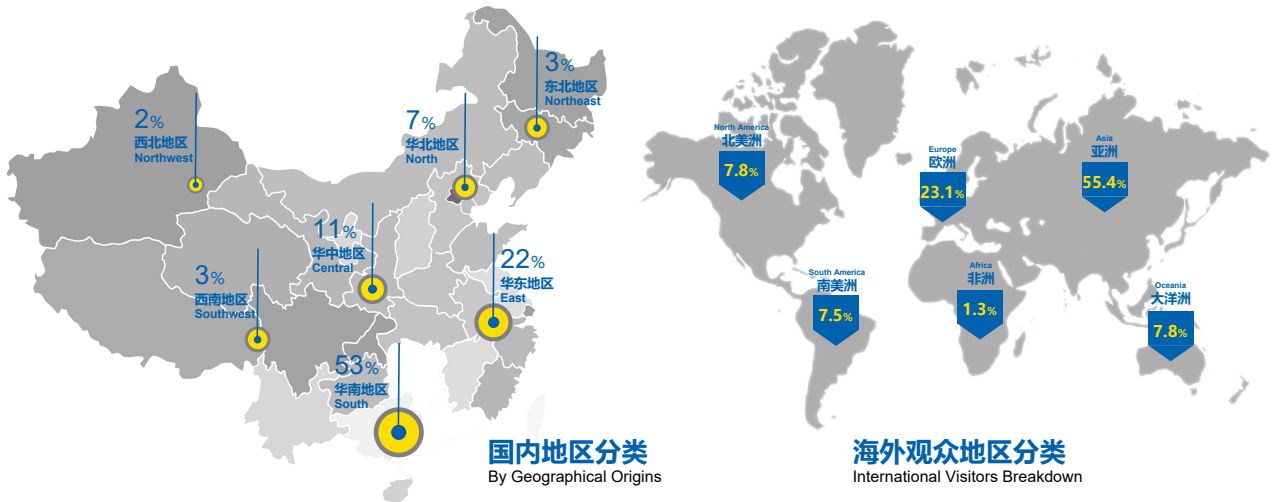 3%
东北地区
Northeast
7%
华北地区
North
2%
西北地区
Northwest
11%
华中地区
Central
22%
华东地区
East
3%
西南地区
Southwest
53%
华南地区
South
国内地区分类
By Geographical Origins
North America
北美洲
7.8%
Europe
欧洲
23.1%
Asia
亚洲
55.4%
South America
南美洲
7.5%
Africa
非洲
1.3%
Oceania
大洋洲
7.8%
海外观众地区分类
International Visitors Breakdown